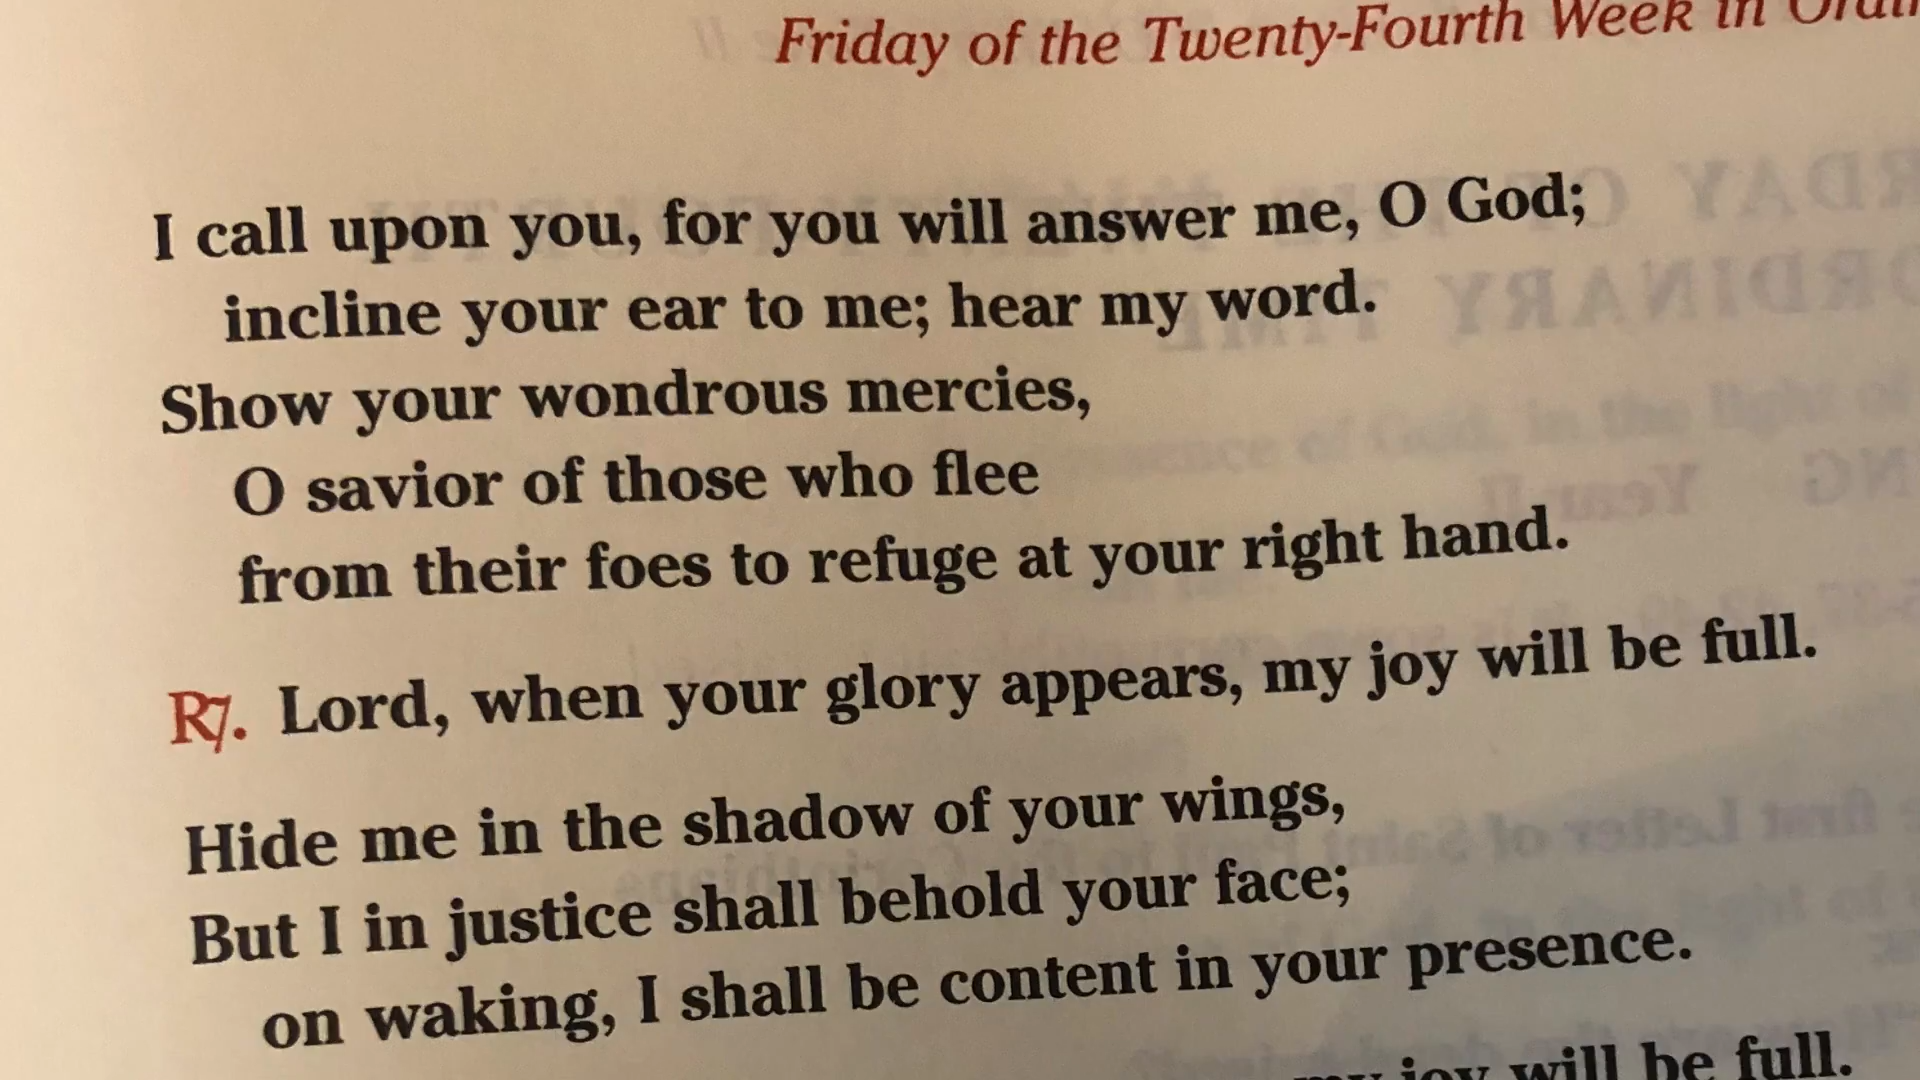 Friday of the Twenty-Fourth Week in
I call upon you, for you will answer me, O God;
incline your ear to me; hear my word.
Show your wondrous mercies,
O savior of those who flee
from their foes to refuge at your right hand.
℟. Lord, when your glory appears, my joy will be full.
Hide me in the shadow of your wings,
But I in justice shall behold your face;
on waking, I shall be content in your presence.
my joy will be full.